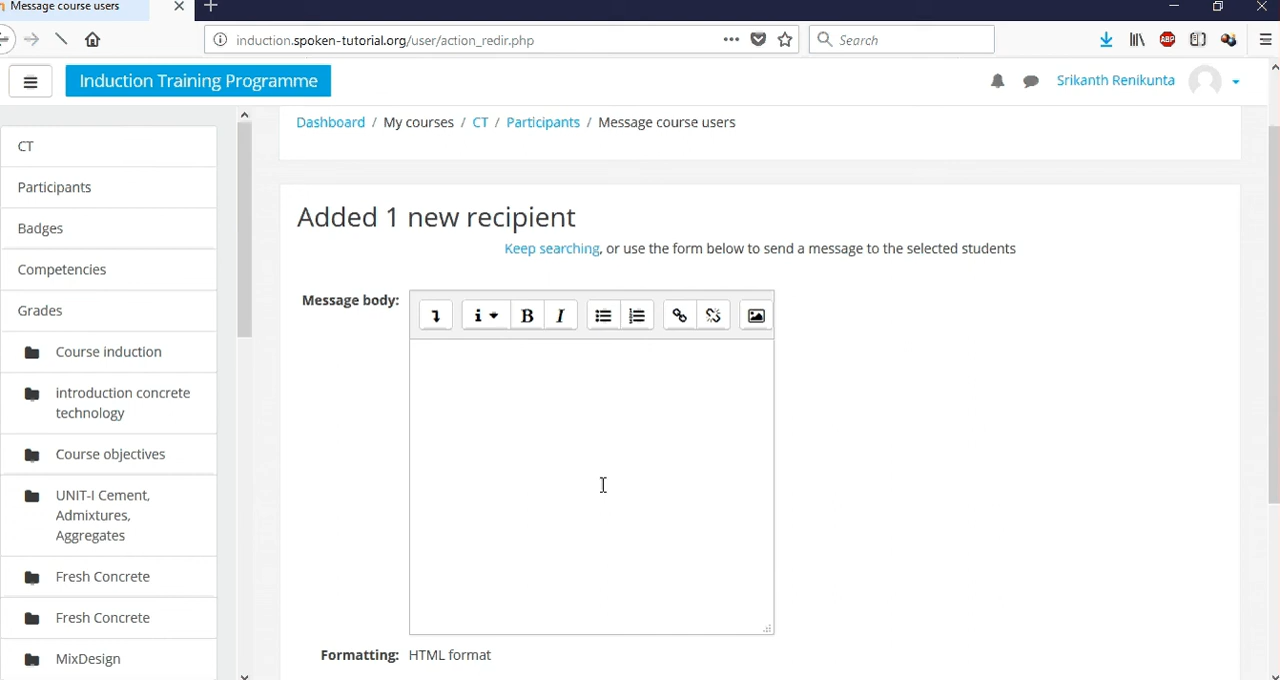 Message course users
induction.spoken-tutorial.org/user/action_redir.php
Search
ABP
Induction Training Programme
Srikanth Renikunta
CT
Participants
Badges
Competencies
Grades
Course induction
introduction concrete
technology
Course objectives
UNIT-I Cement,
Admixtures,
Aggregates
Fresh Concrete
Fresh Concrete
MixDesign
Dashboard / My courses / CT / Participants / Message course users
Added 1 new recipient
Keep searching, or use the form below to send a message to the selected students
Message body:
i B I
Formatting: HTML format